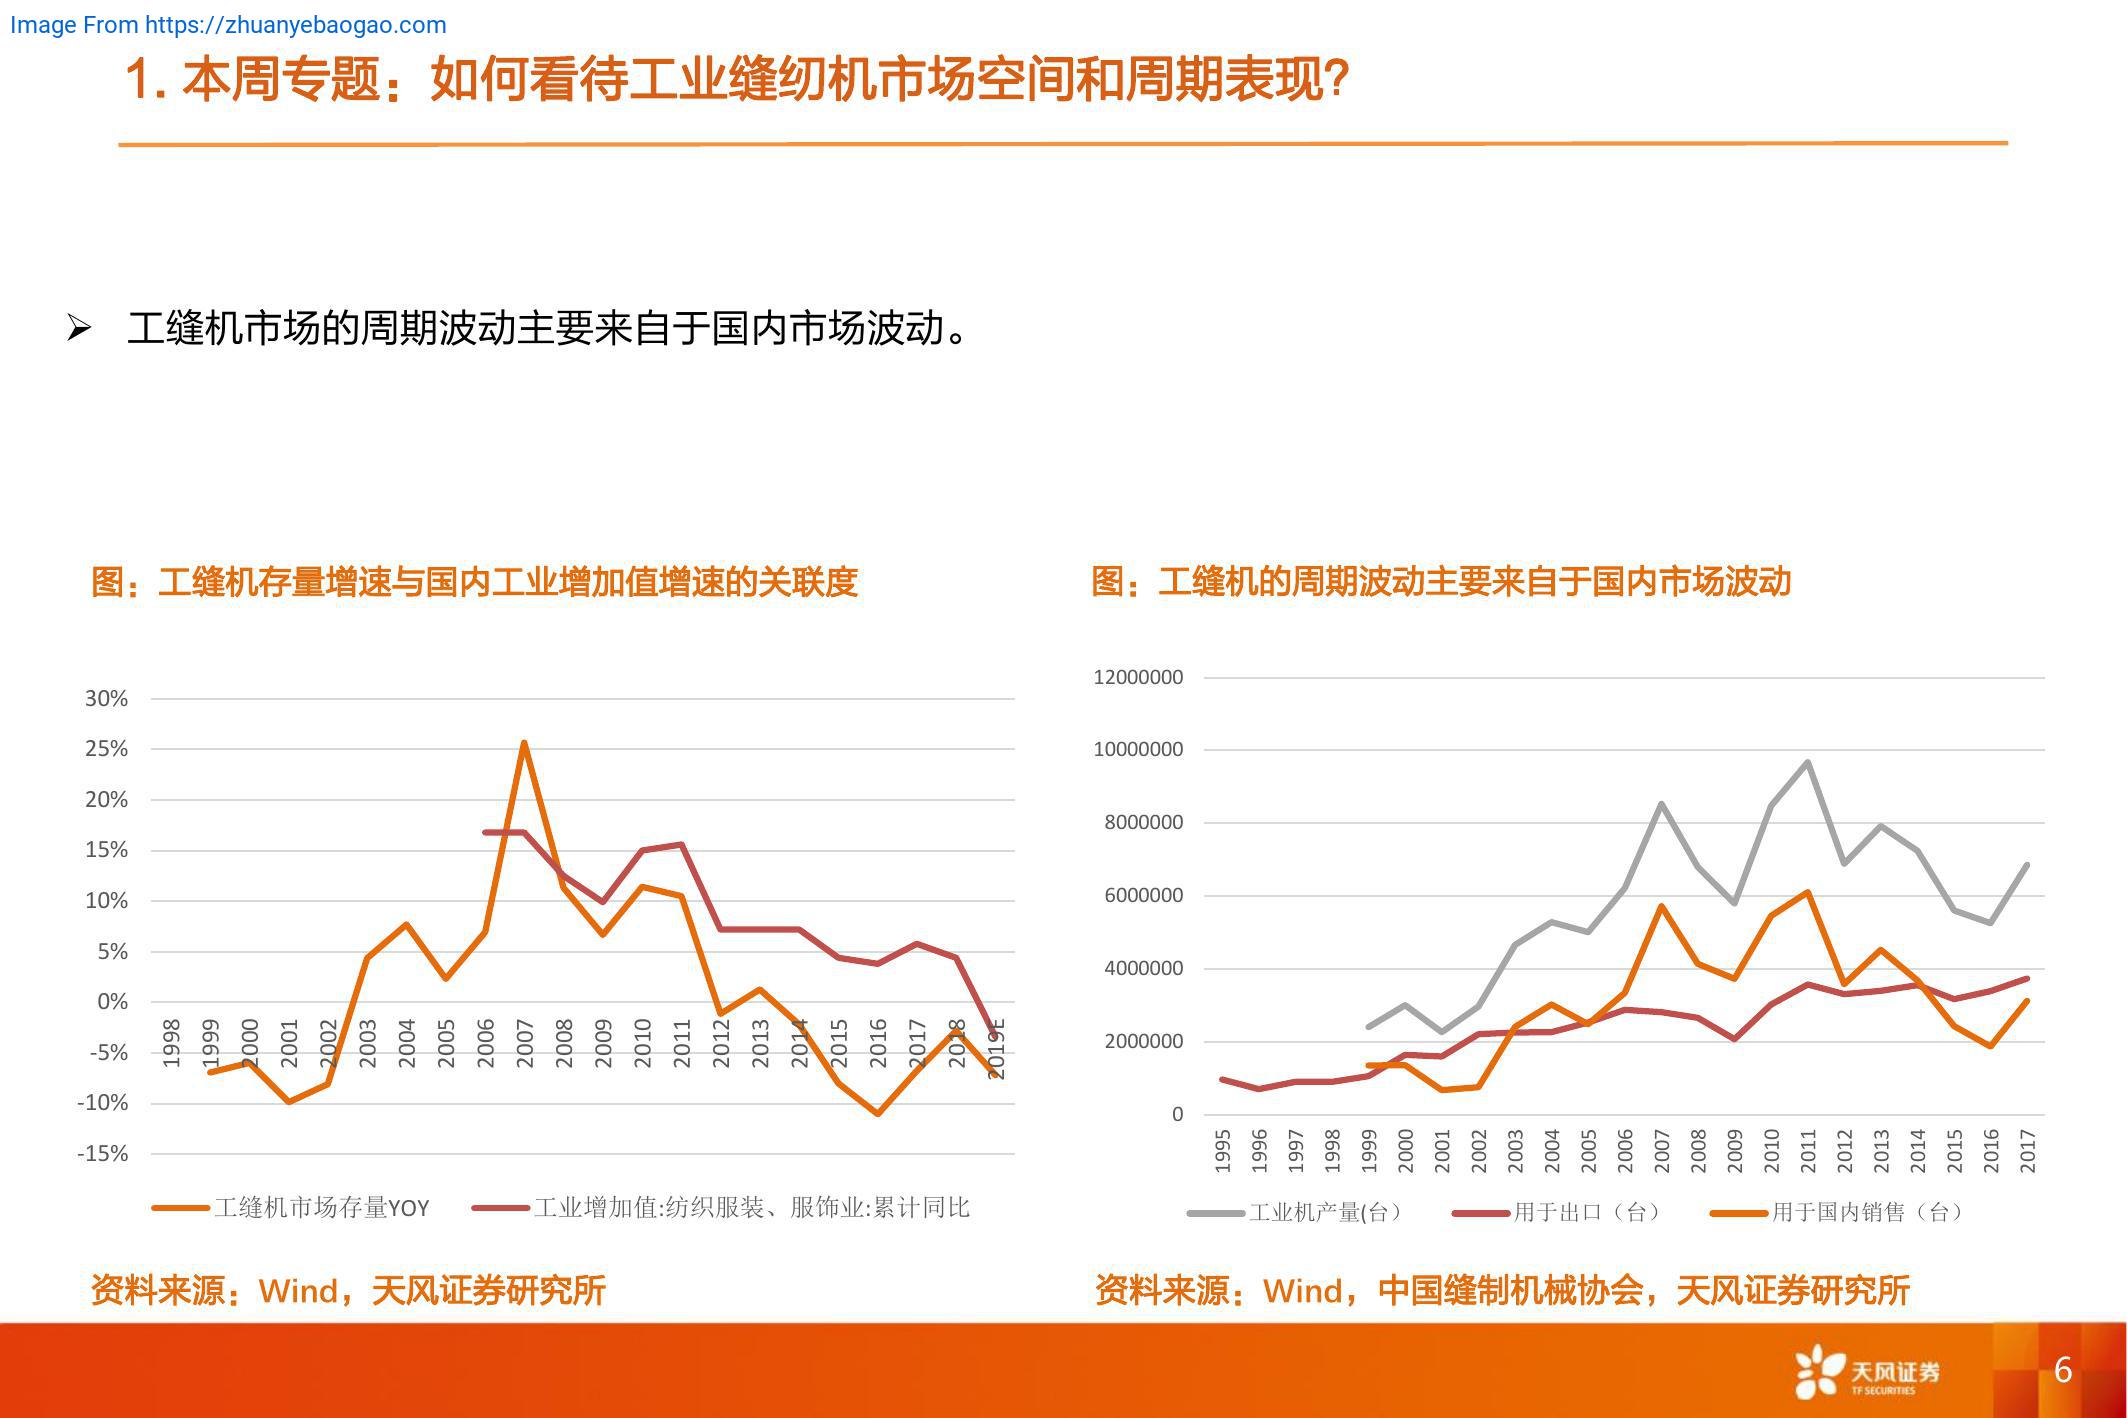 Image From https://zhuanyebaogao.com
1. 本周专题：如何看待工业缝纫机市场空间和周期表现？
➢ 工缝机市场的周期波动主要来自于国内市场波动。
图：工缝机存量增速与国内工业增加值增速的关联度
30%
25%
20%
15%
10%
5%
0%
-5%
-10%
-15%
1998 1999 2000 2001 2002 2003 2004 2005 2006 2007 2008 2009 2010 2011 2012 2013 2014 2015 2016 2017 2018 2019E
工缝机市场存量YOY 工业增加值:纺织服装、服饰业:累计同比
资料来源：Wind，天风证券研究所
图：工缝机的周期波动主要来自于国内市场波动
12000000
10000000
8000000
6000000
4000000
2000000
0
1995 1996 1997 1998 1999 2000 2001 2002 2003 2004 2005 2006 2007 2008 2009 2010 2011 2012 2013 2014 2015 2016 2017
工业机产量(台） 用于出口（台） 用于国内销售（台）
资料来源：Wind，中国缝制机械协会，天风证券研究所
天风证券
TF SECURITIES
6